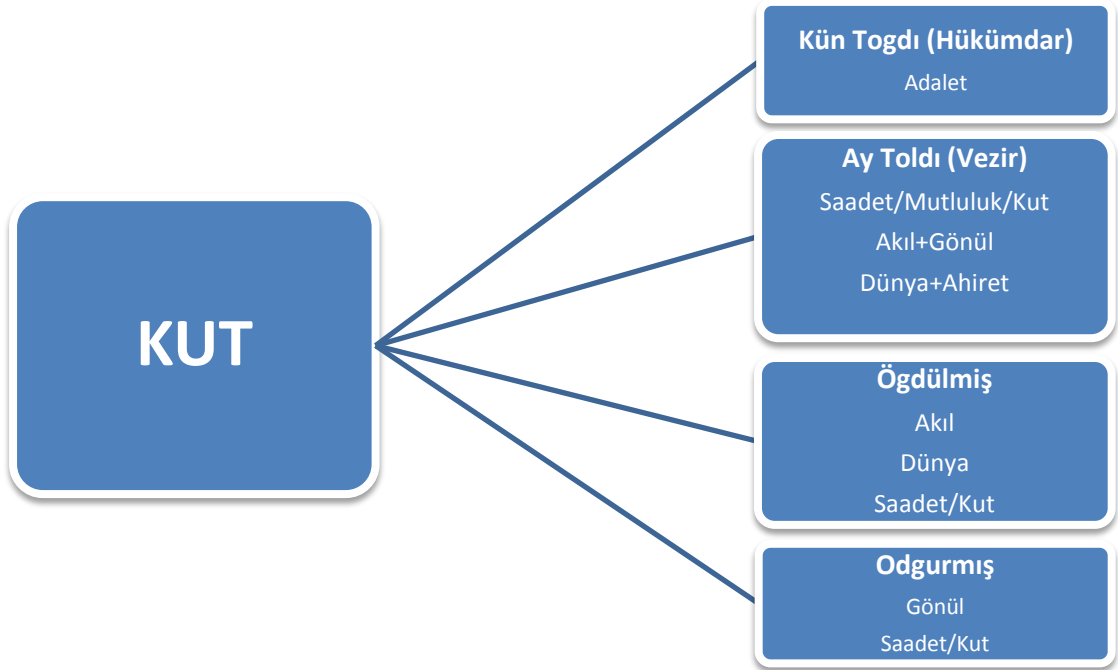 KUT
Kün Togdı (Hükümdar)
Adalet
Ay Toldı (Vezir)
Saadet/Mutluluk/Kut
Akıl+Gönül
Dünya+Ahiret
Ögdülmiş
Akıl
Dünya
Saadet/Kut
Odgurmış
Gönül
Saadet/Kut